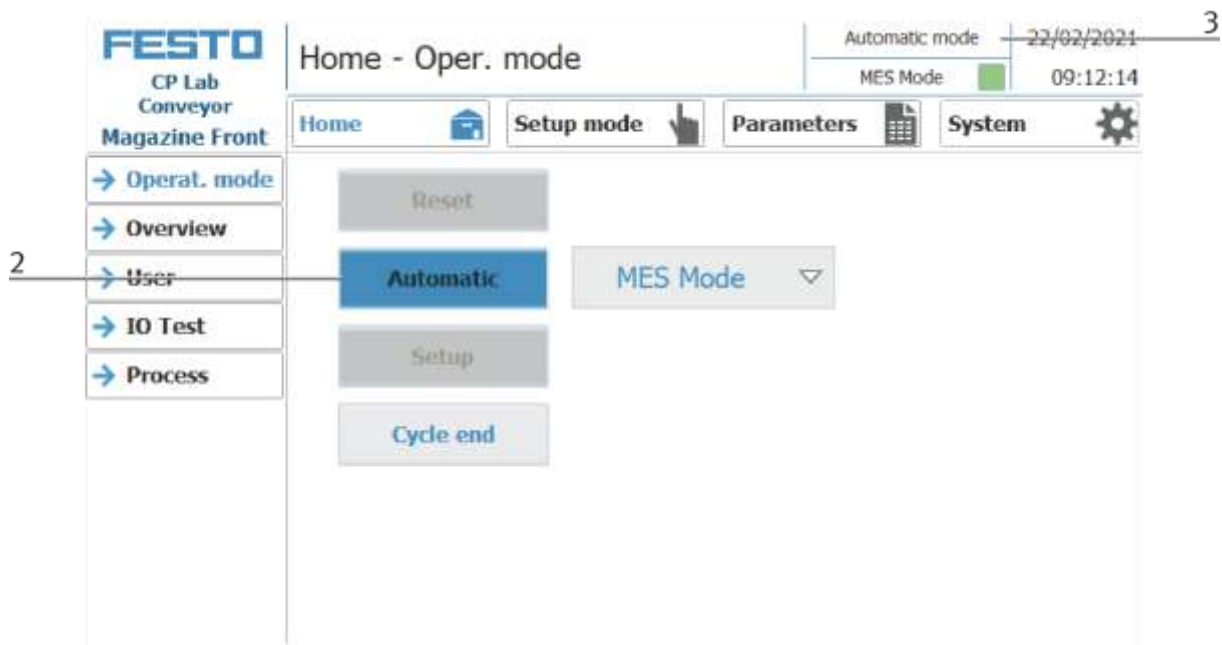 3
FESTO
CP Lab
Conveyor
Magazine Front
Home - Oper. mode
Automatic mode
22/02/2021
MES Mode
09:12:14
Home
Setup mode
Parameters
System
Operat. mode
Overview
User
IO Test
Process
2
Reset
Automatic
MES Mode
Setup
Cycle end